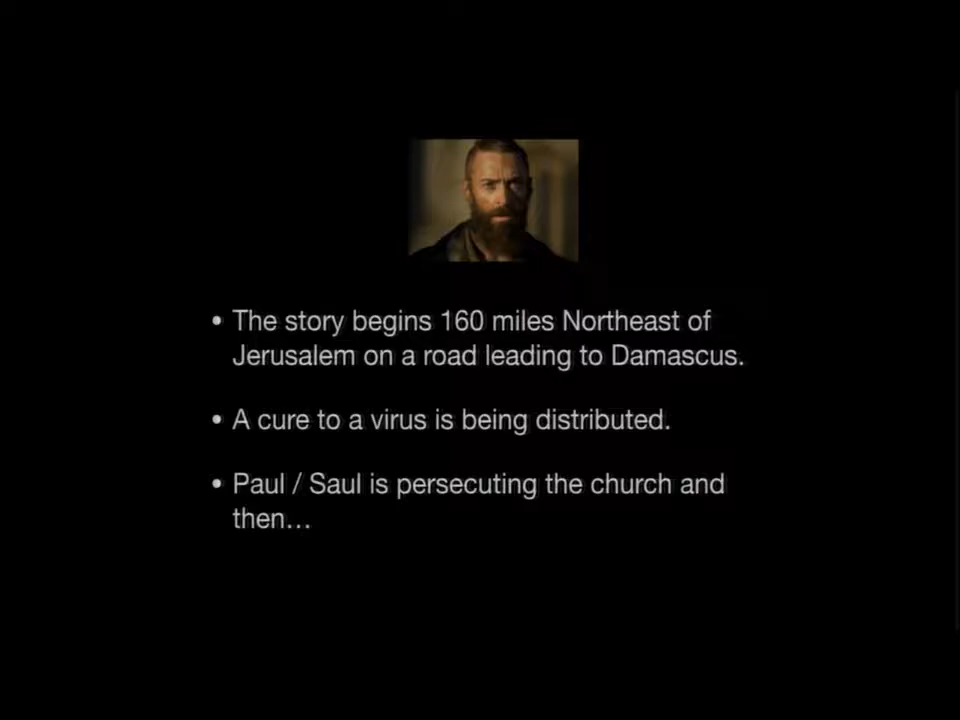 • The story begins 160 miles Northeast of
Jerusalem on a road leading to Damascus.
• A cure to a virus is being distributed.
• Paul / Saul is persecuting the church and
then…